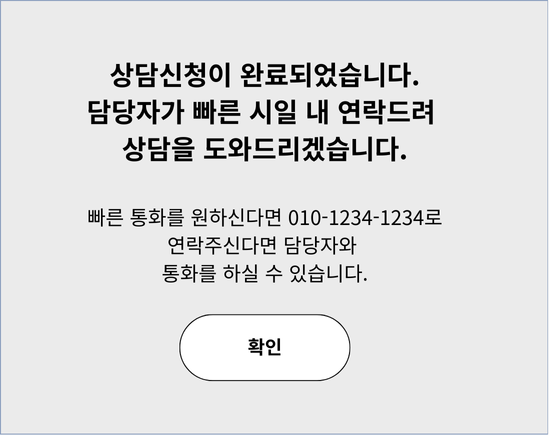 상담신청이 완료되었습니다.
담당자가 빠른 시일 내 연락드려
상담을 도와드리겠습니다.
빠른 통화를 원하신다면 010-1234-1234로
연락주신다면 담당자와
통화를 하실 수 있습니다.
확인